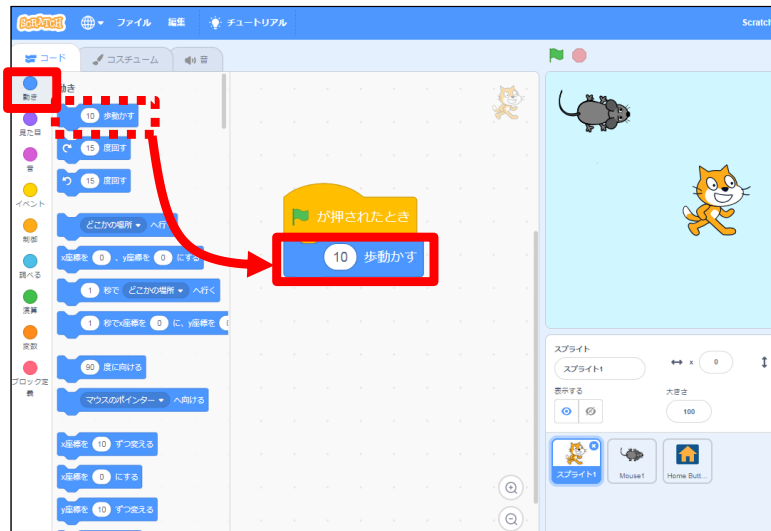 SCRATCH ファイル 編集 チュートリアル Scratch
コード コスチューム 音
動き
見た目
音
イベント
制御
調べる
演算
変数
ブロック定
義
動き
10 歩動かす
15 度回す
15 度回す
どこかの場所 へ行
x座標を 0 、y座標を 0 にする
1 秒で どこかの場所 へ行く
1 秒でx座標を 0 に、y座標を
90 度に向ける
マウスのポインター へ向ける
x座標を 10 ずつ変える
x座標を 0 にする
y座標を 10 ずつ変える
が押されたとき
10 歩動かす
スプライト
スプライト1 x 0
表示する 大きさ
100
スプライト1 Mouse1 Home Butt...